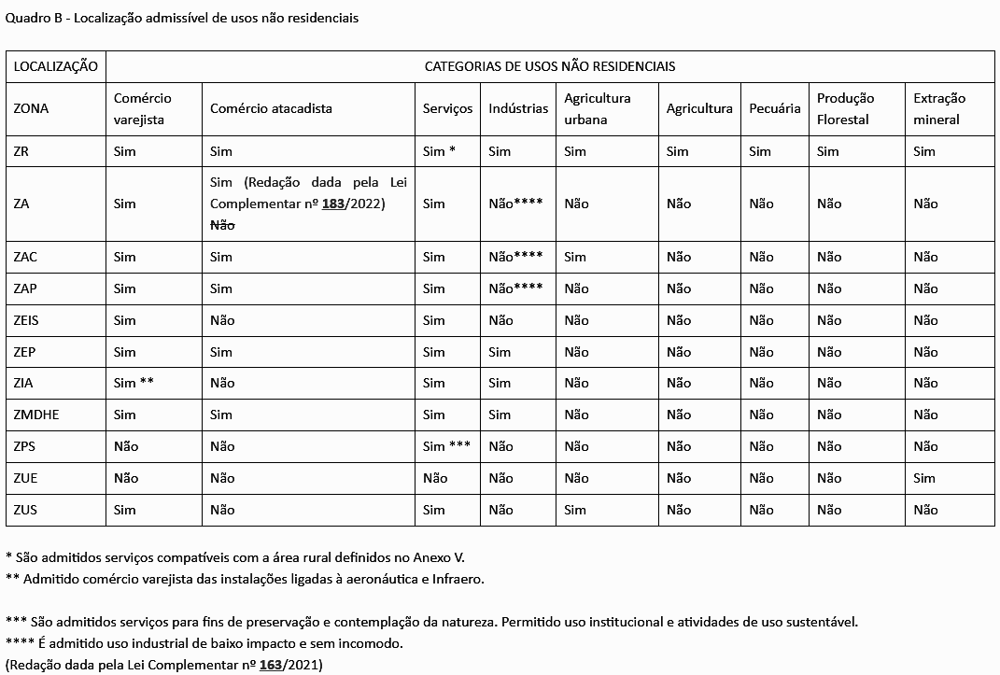 Quadro B - Localização admissível de usos não residenciais
LOCALIZAÇÃO CATEGORIAS DE USOS NÃO RESIDENCIAIS
ZONA Comércio varejista Comércio atacadista Serviços Indústrias Agricultura urbana Agricultura Pecuária Produção Florestal Extração mineral
ZR Sim Sim Sim * Sim Sim Sim Sim Sim Sim
ZA Sim Sim (Redação dada pela Lei Complementar nº 183/2022) Não Sim Não**** Não Não Não Não Não
ZAC Sim Sim Sim Não**** Sim Não Não Não Não
ZAP Sim Sim Sim Não**** Não Não Não Não Não
ZEIS Sim Não Sim Não Não Não Não Não Não
ZEP Sim Sim Sim Sim Não Não Não Não Não
ZIA Sim ** Não Sim Sim Não Não Não Não Não
ZMDHE Sim Sim Sim Sim Não Não Não Não Não
ZPS Não Não Sim *** Não Não Não Não Não Não
ZUE Não Não Não Não Não Não Não Não Sim
ZUS Sim Não Sim Não Sim Não Não Não Não
* São admitidos serviços compatíveis com a área rural definidos no Anexo V.
** Admitido comércio varejista das instalações ligadas à aeronáutica e Infraero.
*** São admitidos serviços para fins de preservação e contemplação da natureza. Permitido uso institucional e atividades de uso sustentável.
**** É admitido uso industrial de baixo impacto e sem incomodo.
(Redação dada pela Lei Complementar nº 163/2021)